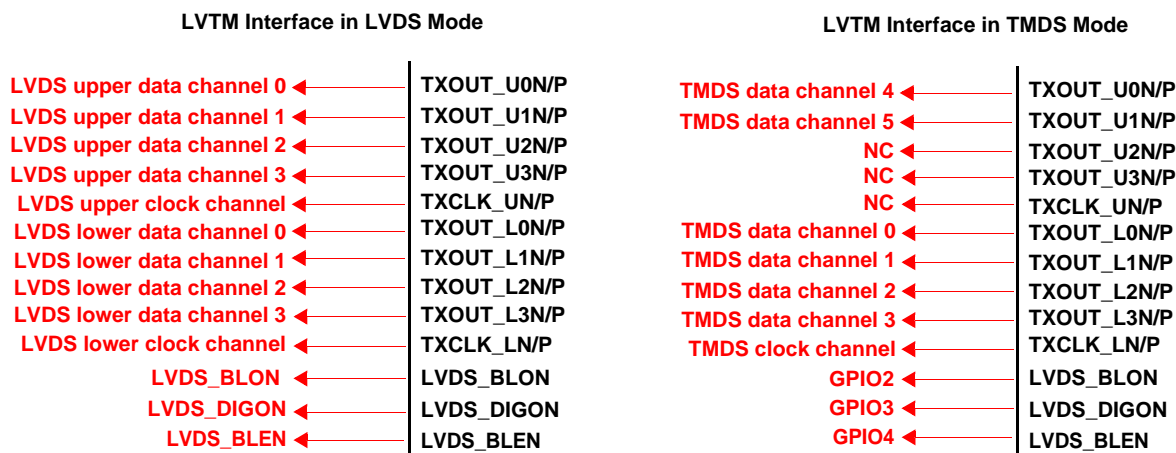 LVTM Interface in LVDS Mode
LVDS upper data channel 0 TXOUT_U0N/P
LVDS upper data channel 1 TXOUT_U1N/P
LVDS upper data channel 2 TXOUT_U2N/P
LVDS upper data channel 3 TXOUT_U3N/P
LVDS upper clock channel TXCLK_UN/P
LVDS lower data channel 0 TXOUT_L0N/P
LVDS lower data channel 1 TXOUT_L1N/P
LVDS lower data channel 2 TXOUT_L2N/P
LVDS lower data channel 3 TXOUT_L3N/P
LVDS lower clock channel TXCLK_LN/P
LVDS_BLON LVDS_BLON
LVDS_DIGON LVDS_DIGON
LVDS_BLEN LVDS_BLEN
LVTM Interface in TMDS Mode
TMDS data channel 4 TXOUT_U0N/P
TMDS data channel 5 TXOUT_U1N/P
NC TXOUT_U2N/P
NC TXOUT_U3N/P
NC TXCLK_UN/P
TMDS data channel 0 TXOUT_L0N/P
TMDS data channel 1 TXOUT_L1N/P
TMDS data channel 2 TXOUT_L2N/P
TMDS data channel 3 TXOUT_L3N/P
TMDS clock channel TXCLK_LN/P
GPIO2 LVDS_BLON
GPIO3 LVDS_DIGON
GPIO4 LVDS_BLEN